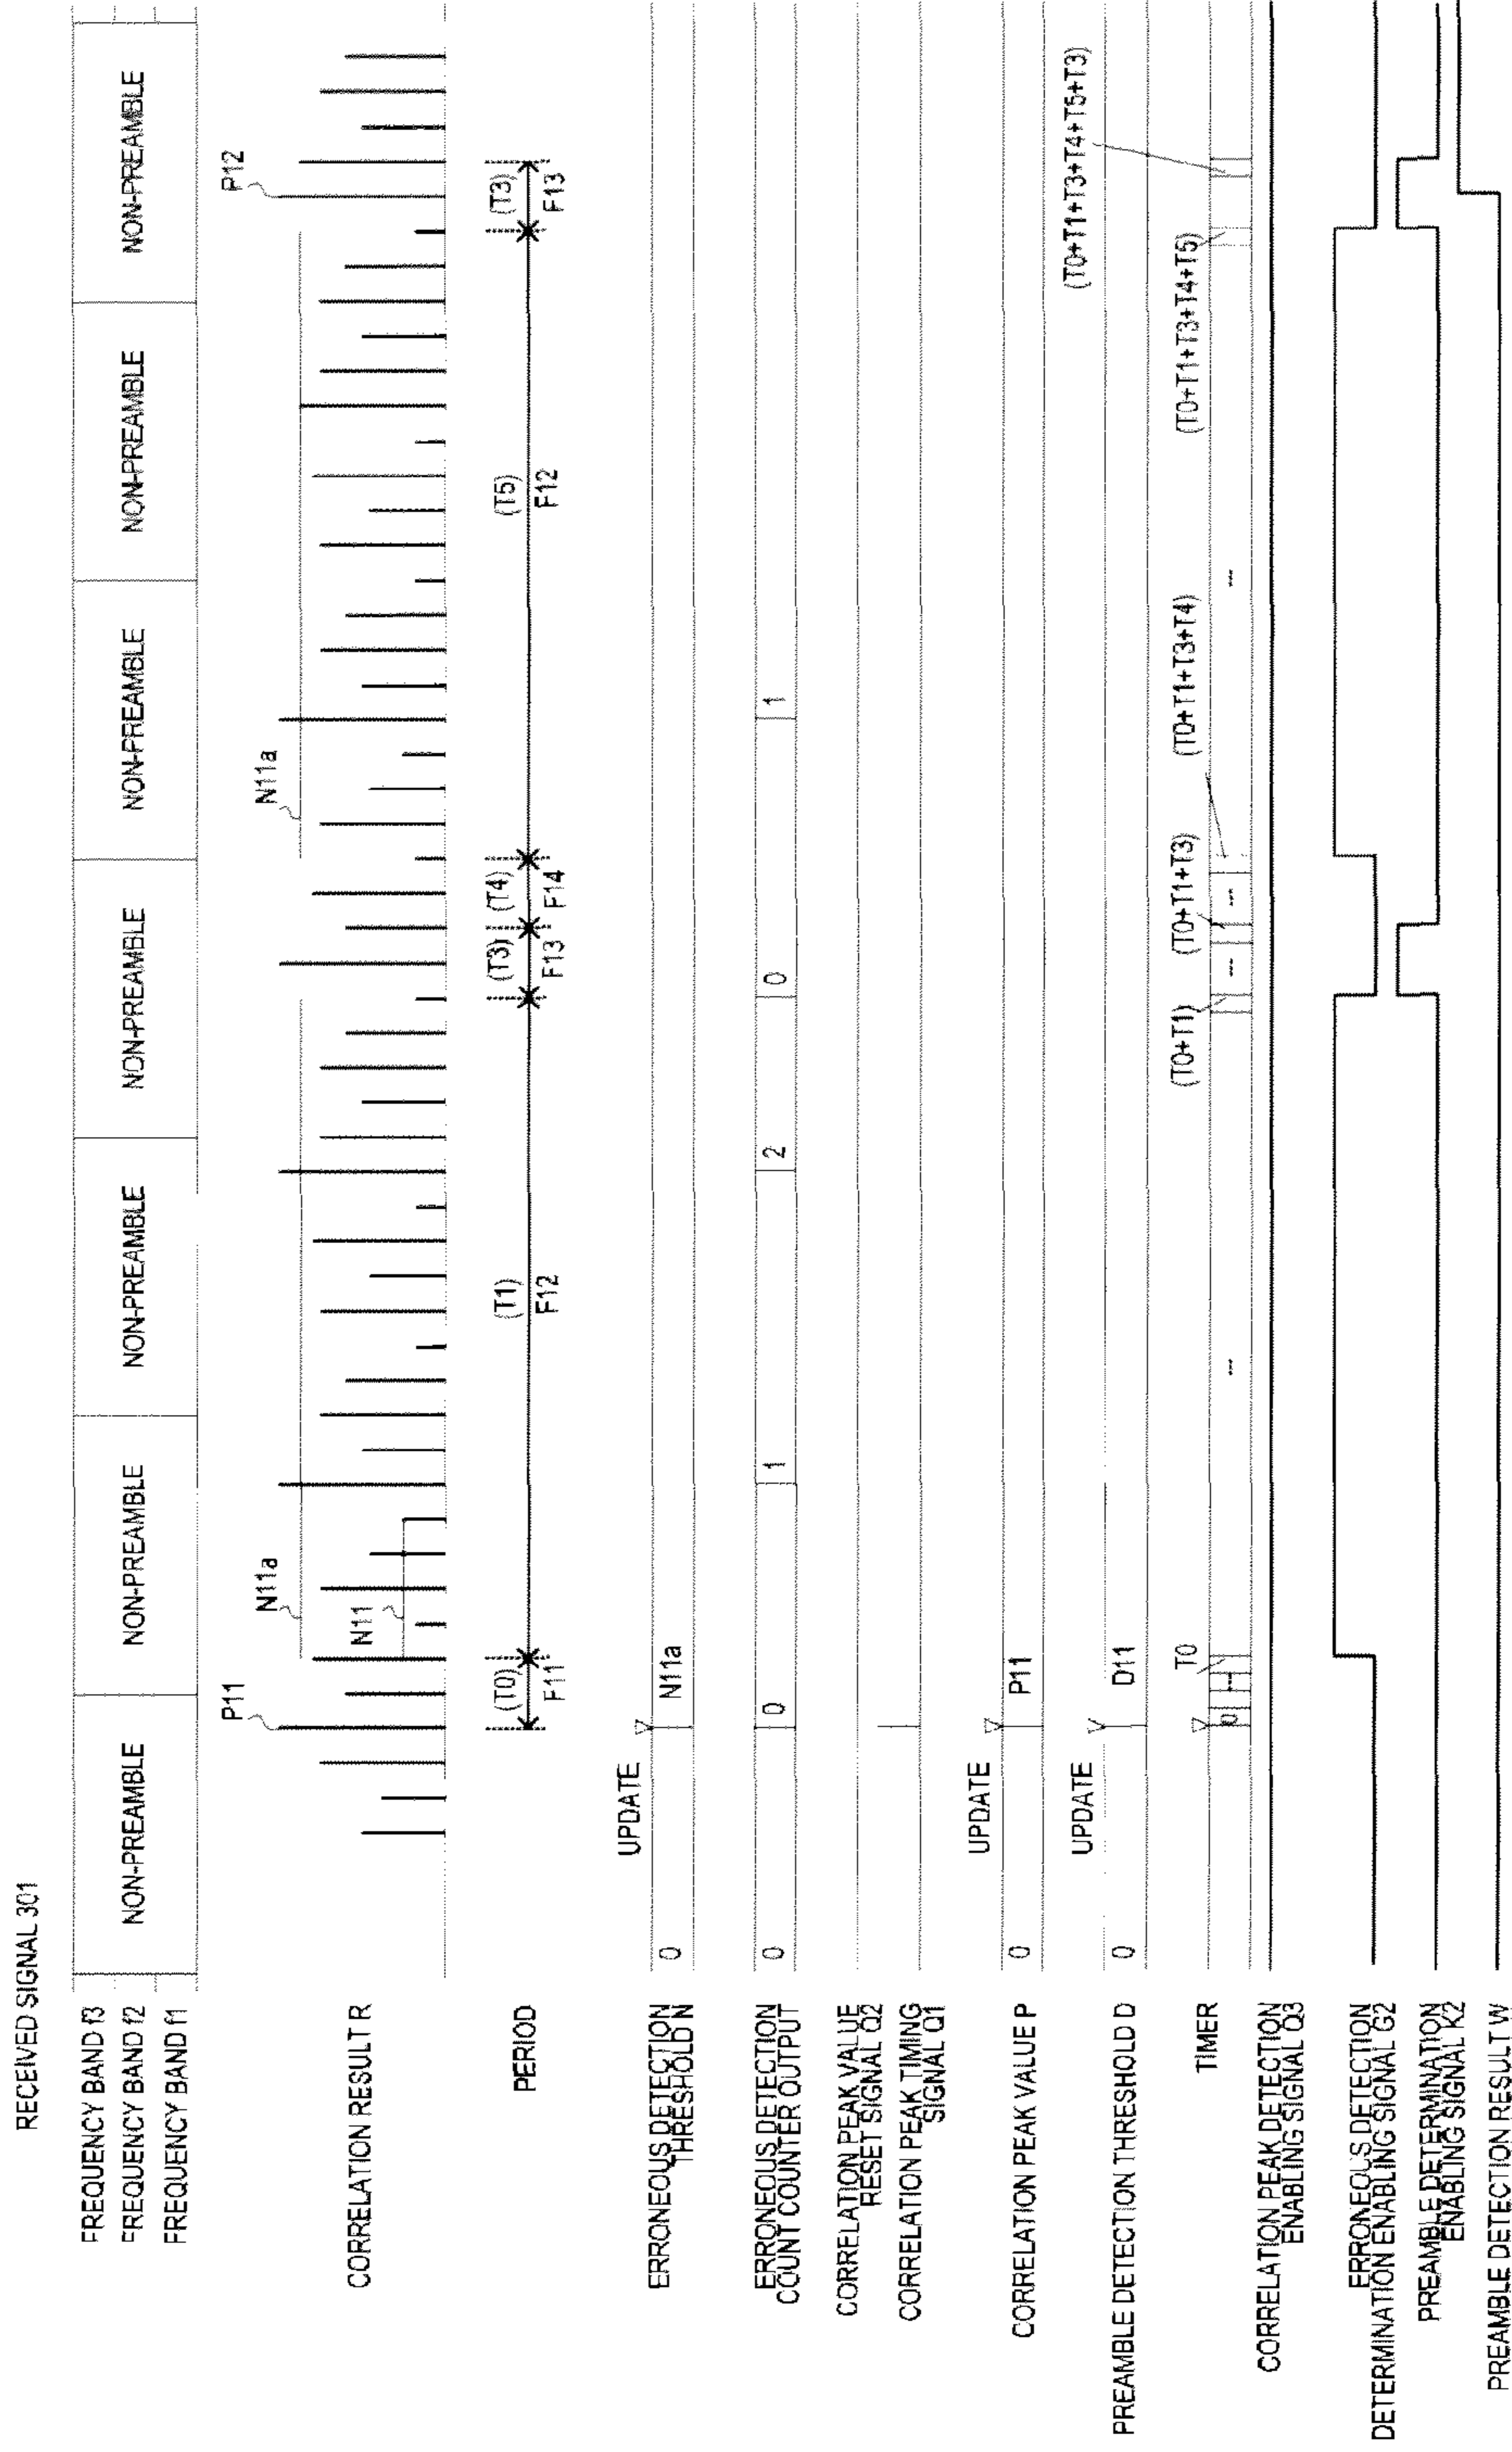 RECEIVED SIGNAL 301
FREQUENCY BAND f3
FREQUENCY BAND f2
FREQUENCY BAND f1
NON-PREAMBLE
NON-PREAMBLE
NON-PREAMBLE
NON-PREAMBLE
NON-PREAMBLE
NON-PREAMBLE
NON-PREAMBLE
CORRELATION RESULT R
P11
N11a
N11
N11a
P12
PERIOD
(T0)
F11
(T1)
F12
(T3)
F13
(T4)
F14
(T5)
F12
(T3)
F13
ERRONEOUS DETECTION
THRESHOLD N
0
UPDATE
N11a
ERRONEOUS DETECTION
COUNT COUNTER OUTPUT
0
0
1
2
0
1
CORRELATION PEAK VALUE
RESET SIGNAL Q2
CORRELATION PEAK TIMING
SIGNAL Q1
CORRELATION PEAK VALUE P
0
UPDATE
P11
PREAMBLE DETECTION THRESHOLD D
0
UPDATE
D11
TIMER
0
1
T0
---
(T0+T1)
---
(T0+T1+T3)
---
(T0+T1+T3+T4)
---
(T0+T1+T3+T4+T5)
(T0+T1+T3+T4+T5+T3)
CORRELATION PEAK DETECTION
ENABLING SIGNAL Q3
ERRONEOUS DETECTION
DETERMINATION ENABLING SIGNAL G2
PREAMBLE DETERMINATION
ENABLING SIGNAL K2
PREAMBLE DETECTION RESULT W